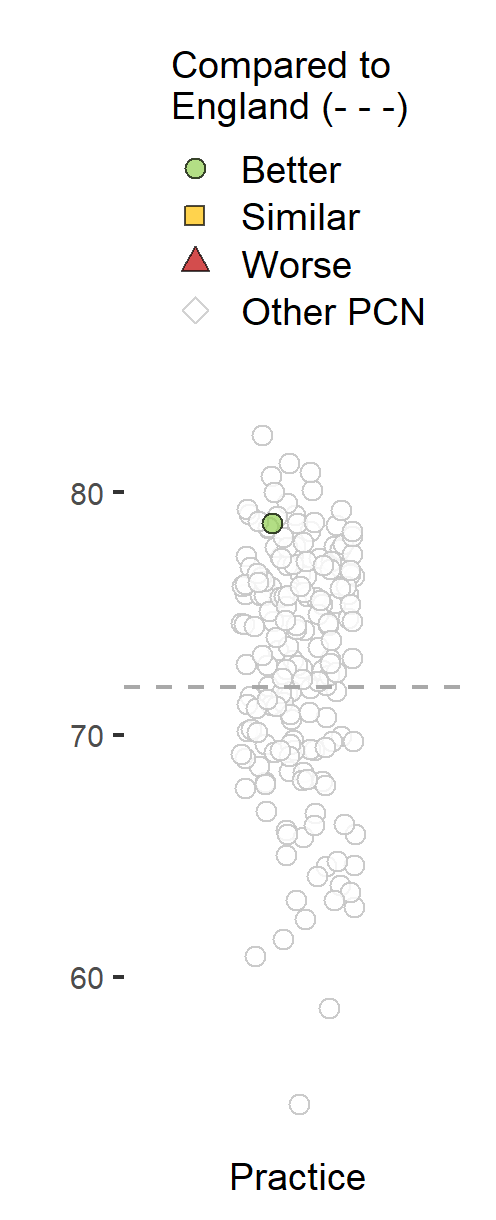 Compared to
England (- - -)
Better
Similar
Worse
Other PCN
80
70
60
Practice